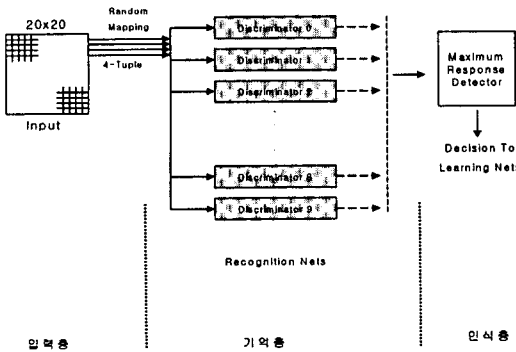 20x20
Random
Mapping
4-Tuple
Input
Discriminator 0
Discriminator 1
Discriminator 2
Discriminator 8
Discriminator 9
Maximum
Response
Detector
Decision To
Learning Nets
Recognition Nets
입력층
기억층
인식층